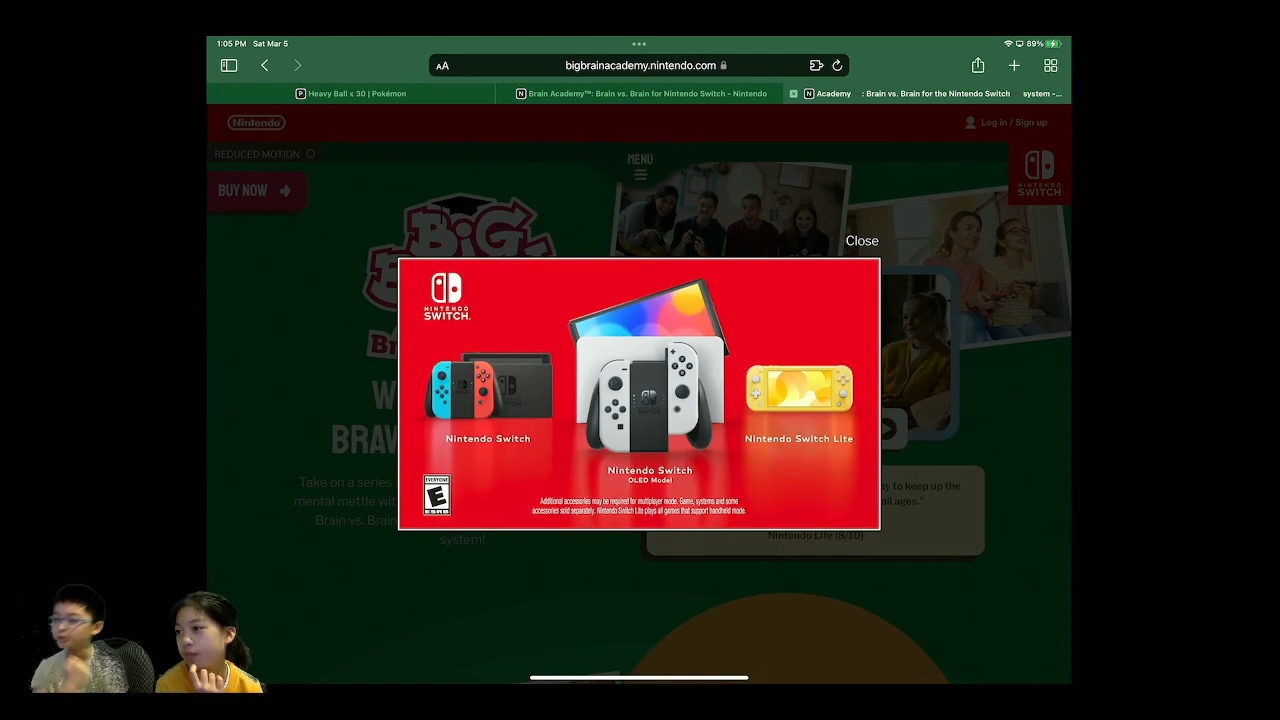 1:05 PM Sat Mar 5
89%
AA
bigbrainacademy.nintendo.com
P Heavy Ball x 30 | Pokémon
N Brain Academy™: Brain vs. Brain for Nintendo Switch - Nintendo
N Academy : Brain vs. Brain for the Nintendo Switch system -...
Nintendo
Log in / Sign up
REDUCED MOTION
MENU
BUY NOW
NINTENDO
SWITCH.
BiG
Close
NINTENDO
SWITCH.
Nintendo Switch
Nintendo Switch
OLED Model
Nintendo Switch Lite
EVERYONE
E
ESRB
Additional accessories may be required for multiplayer mode. Game, systems and some
accessories sold separately. Nintendo Switch Lite plays all games that support handheld mode.
Take on a series
mental mettle wit
Brain vs. Brain
system!
ay to keep up the
all ages."
Nintendo Life (8/10)